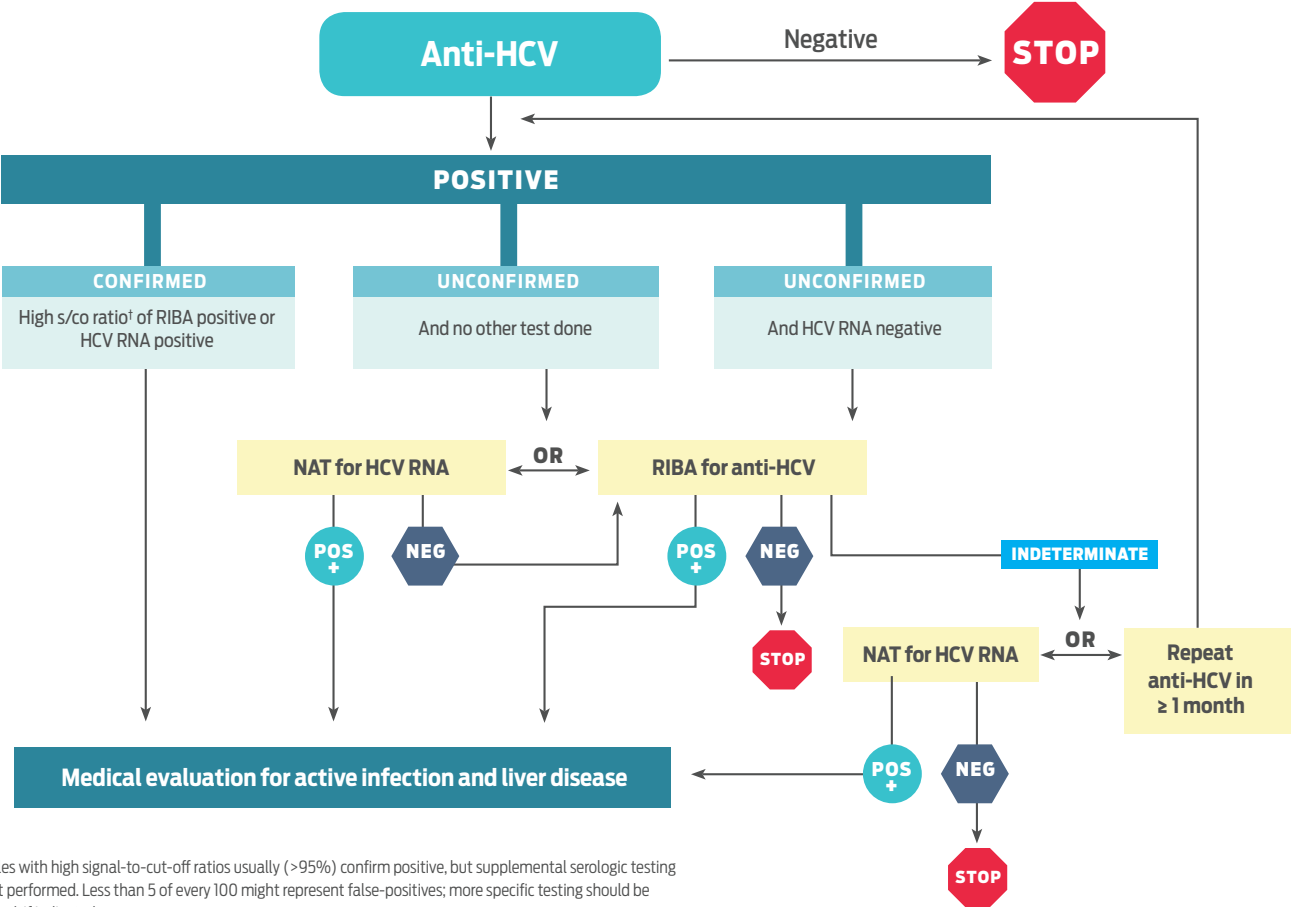 Anti-HCV
Negative
STOP
POSITIVE
CONFIRMED
High s/co ratio† of RIBA positive or
HCV RNA positive
UNCONFIRMED
And no other test done
UNCONFIRMED
And HCV RNA negative
NAT for HCV RNA
OR
RIBA for anti-HCV
POS
+
NEG
POS
+
NEG
INDETERMINATE
STOP
NAT for HCV RNA
OR
Repeat
anti-HCV in
≥ 1 month
Medical evaluation for active infection and liver disease
POS
+
NEG
STOP
les with high signal-to-cut-off ratios usually (>95%) confirm positive, but supplemental serologic testing
t performed. Less than 5 of every 100 might represent false-positives; more specific testing should be